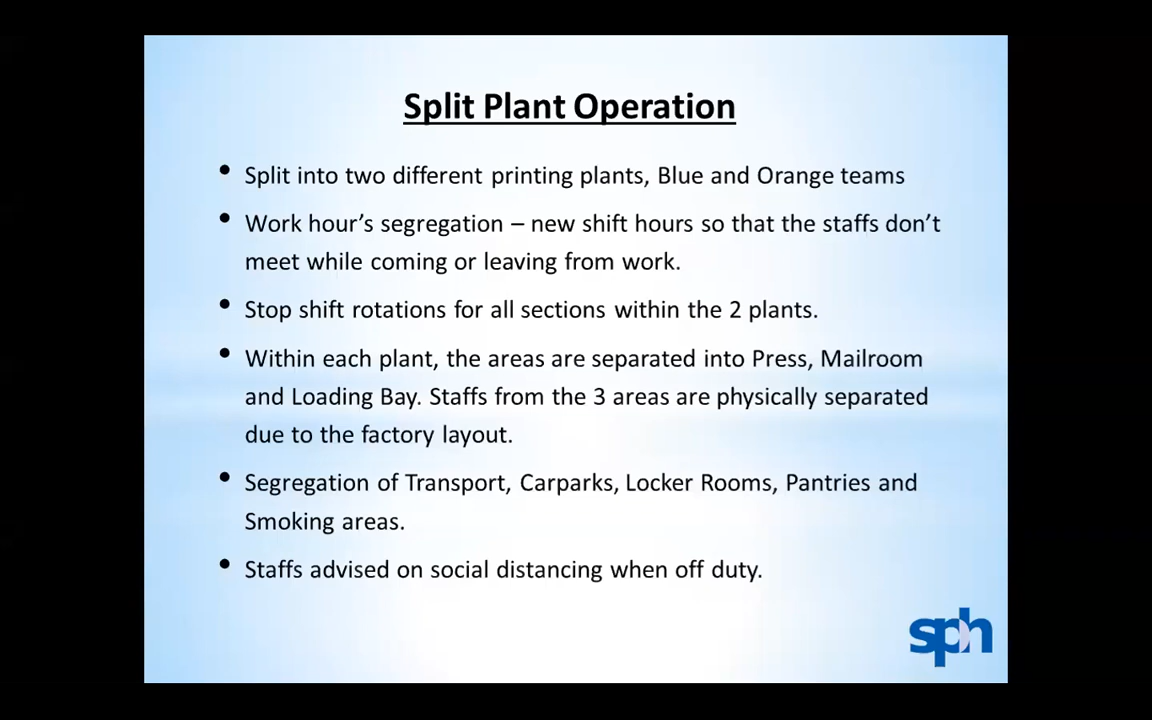 Split Plant Operation
• Split into two different printing plants, Blue and Orange teams
• Work hour’s segregation – new shift hours so that the staffs don’t
meet while coming or leaving from work.
• Stop shift rotations for all sections within the 2 plants.
• Within each plant, the areas are separated into Press, Mailroom
and Loading Bay. Staffs from the 3 areas are physically separated
due to the factory layout.
• Segregation of Transport, Carparks, Locker Rooms, Pantries and
Smoking areas.
• Staffs advised on social distancing when off duty.
sph